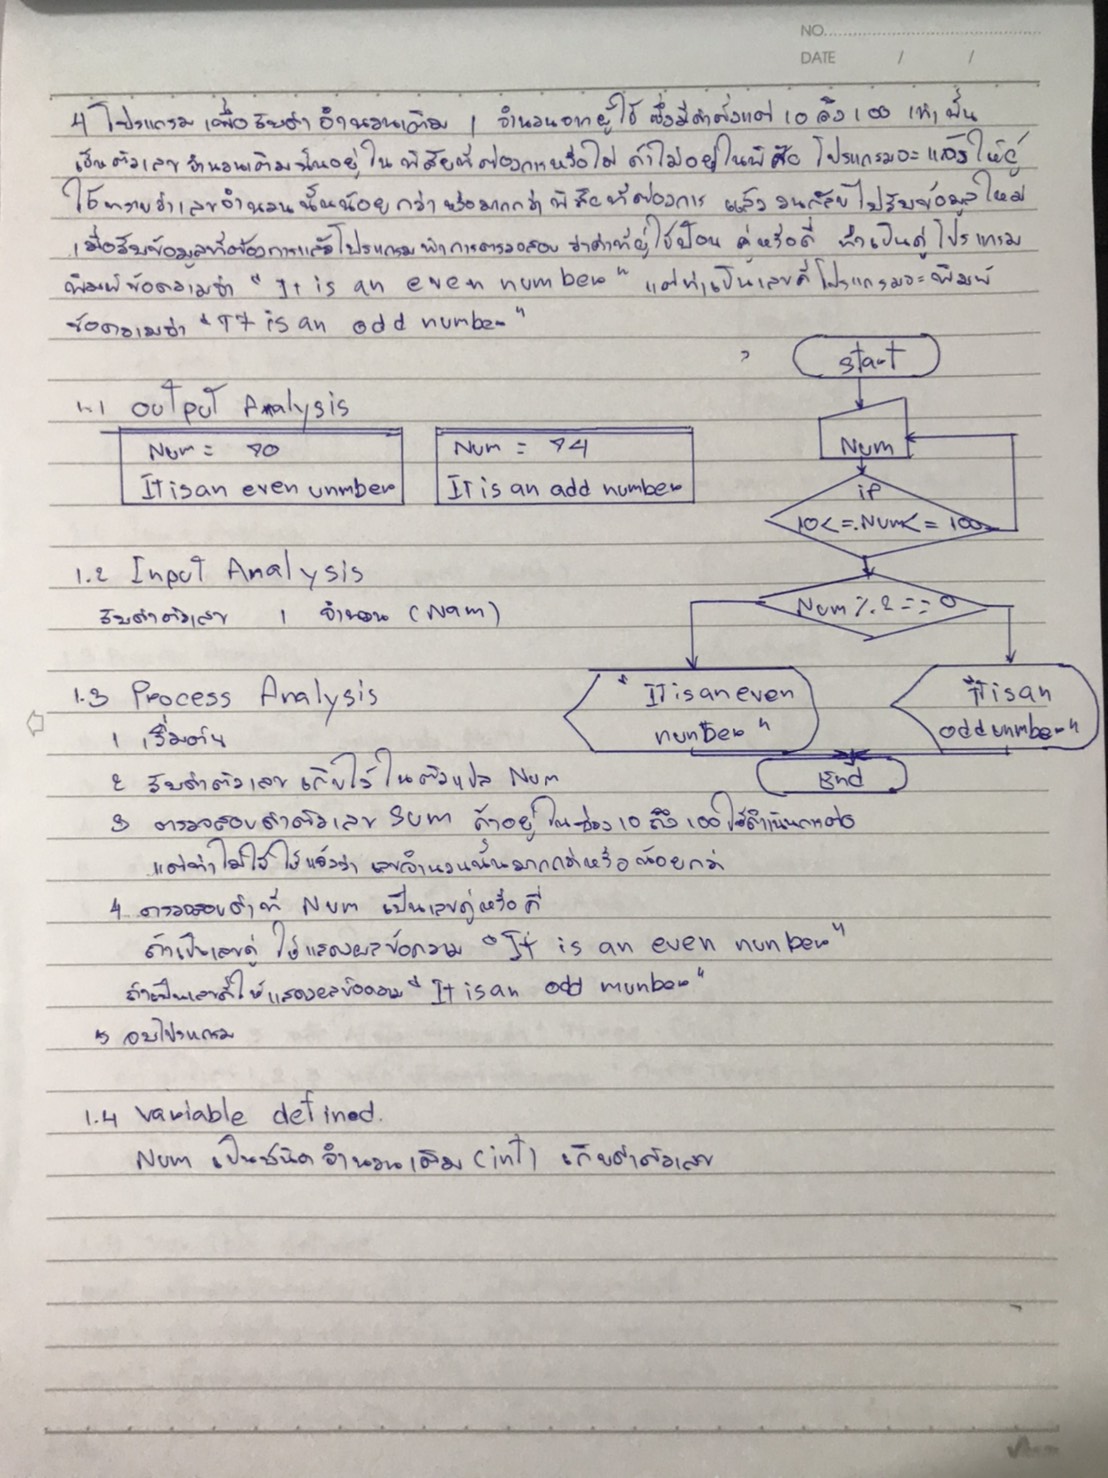 NO.
DATE / /
4 โปรแกรม เพื่อรับค่า จำนวนเต็ม 1 จำนวนจากผู้ใช้ ซึ่งมีค่าตั้งแต่ 10 ถึง 100 เท่านั้น
เป็นตัวเลข จำนวนเต็ม อยู่ใน พิสัยที่ต้องการหรือไม่ ถ้าไม่อยู่ในพิสัย โปรแกรมจะ แจ้งให้ผู้
ใช้ทราบว่าเลขจำนวนนั้นน้อยกว่า หรือมากกว่า พิสัยที่ต้องการ แล้ว วนกลับไปรับข้อมูลใหม่
เมื่อรับข้อมูลที่ต้องการแล้วโปรแกรม ทำการตรวจสอบ ว่าค่าที่ผู้ใช้ป้อน คู่หรือคี่ ถ้าเป็นคู่ โปรแกรม
พิมพ์ข้อความว่า "It is an even number" แต่ถ้าเป็นเลขคี่ โปรแกรมจะ พิมพ์
ข้อความว่า "It is an odd number"
start
1.1 Output Analysis
Num = 90
It is an even unmber
Num = 94
It is an add number
Num
if
10<=.Num<= 100
1.2 Input Analysis
รับค่าตัวเลข 1 จำนวน (Nam)
Num % 2 == 0
1.3 Process Analysis
"It is an even
number"
"It is an
odd unmber"
End
1 เริ่มต้น
2 รับค่าตัวเลข เก็บไว้ ในตัวแปล Num
3 ตรวจสอบค่าตัวเลข Sum ถ้าอยู่ ในช่วง 10 ถึง 100 ให้ดำเนินการต่อ
แต่ถ้าไม่ใช่ ให้แจ้งว่า เลขจำนวนนั้นมากกว่าหรือน้อยกว่า
4. ตรวจสอบค่าที่ Num เป็นเลขคู่หรือคี่
ถ้าเป็นเลขคู่ ให้แสดงผลข้อความ "It is an even number"
ถ้าเป็นเลขคี่ให้แสดงผลข้อความ "It is an odd munber"
5 จบโปรแกรม
1.4 Variable defined.
Num เป็นชนิด จำนวนเต็ม (int) เก็บค่าตัวเลข